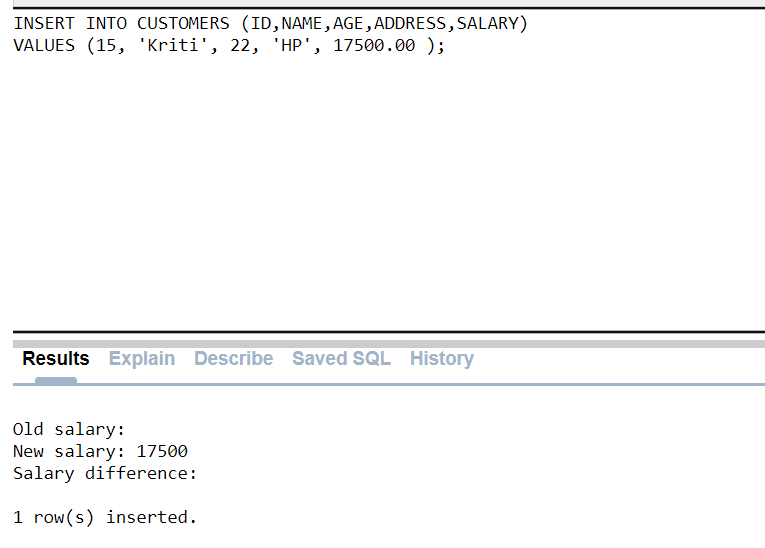 INSERT INTO CUSTOMERS (ID,NAME,AGE,ADDRESS,SALARY)
VALUES (15, 'Kriti', 22, 'HP', 17500.00 );
Results Explain Describe Saved SQL History
Old salary:
New salary: 17500
Salary difference:
1 row(s) inserted.